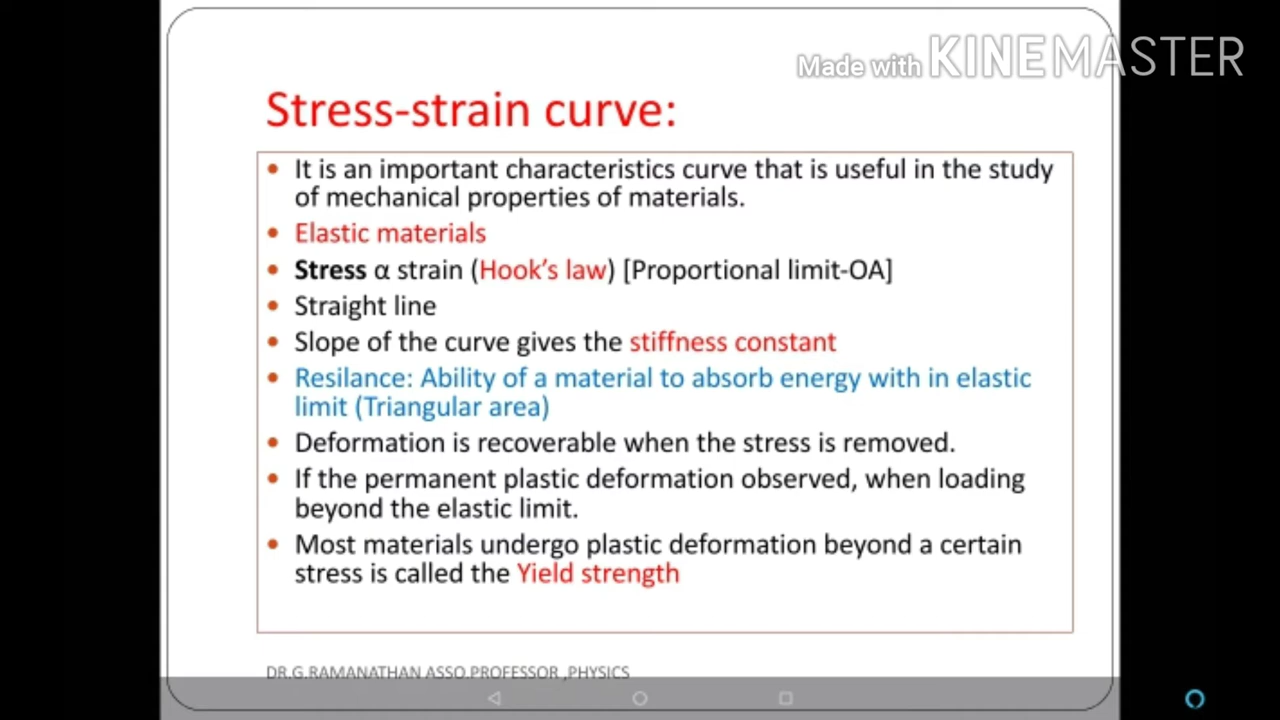 Made with KINEMASTER
Stress-strain curve:
• It is an important characteristics curve that is useful in the study
of mechanical properties of materials.
• Elastic materials
• Stress α strain (Hook's law) [Proportional limit-OA]
• Straight line
• Slope of the curve gives the stiffness constant
• Resilance: Ability of a material to absorb energy with in elastic
limit (Triangular area)
• Deformation is recoverable when the stress is removed.
• If the permanent plastic deformation observed, when loading
beyond the elastic limit.
• Most materials undergo plastic deformation beyond a certain
stress is called the Yield strength
DR.G.RAMANATHAN ASSO.PROFESSOR ,PHYSICS